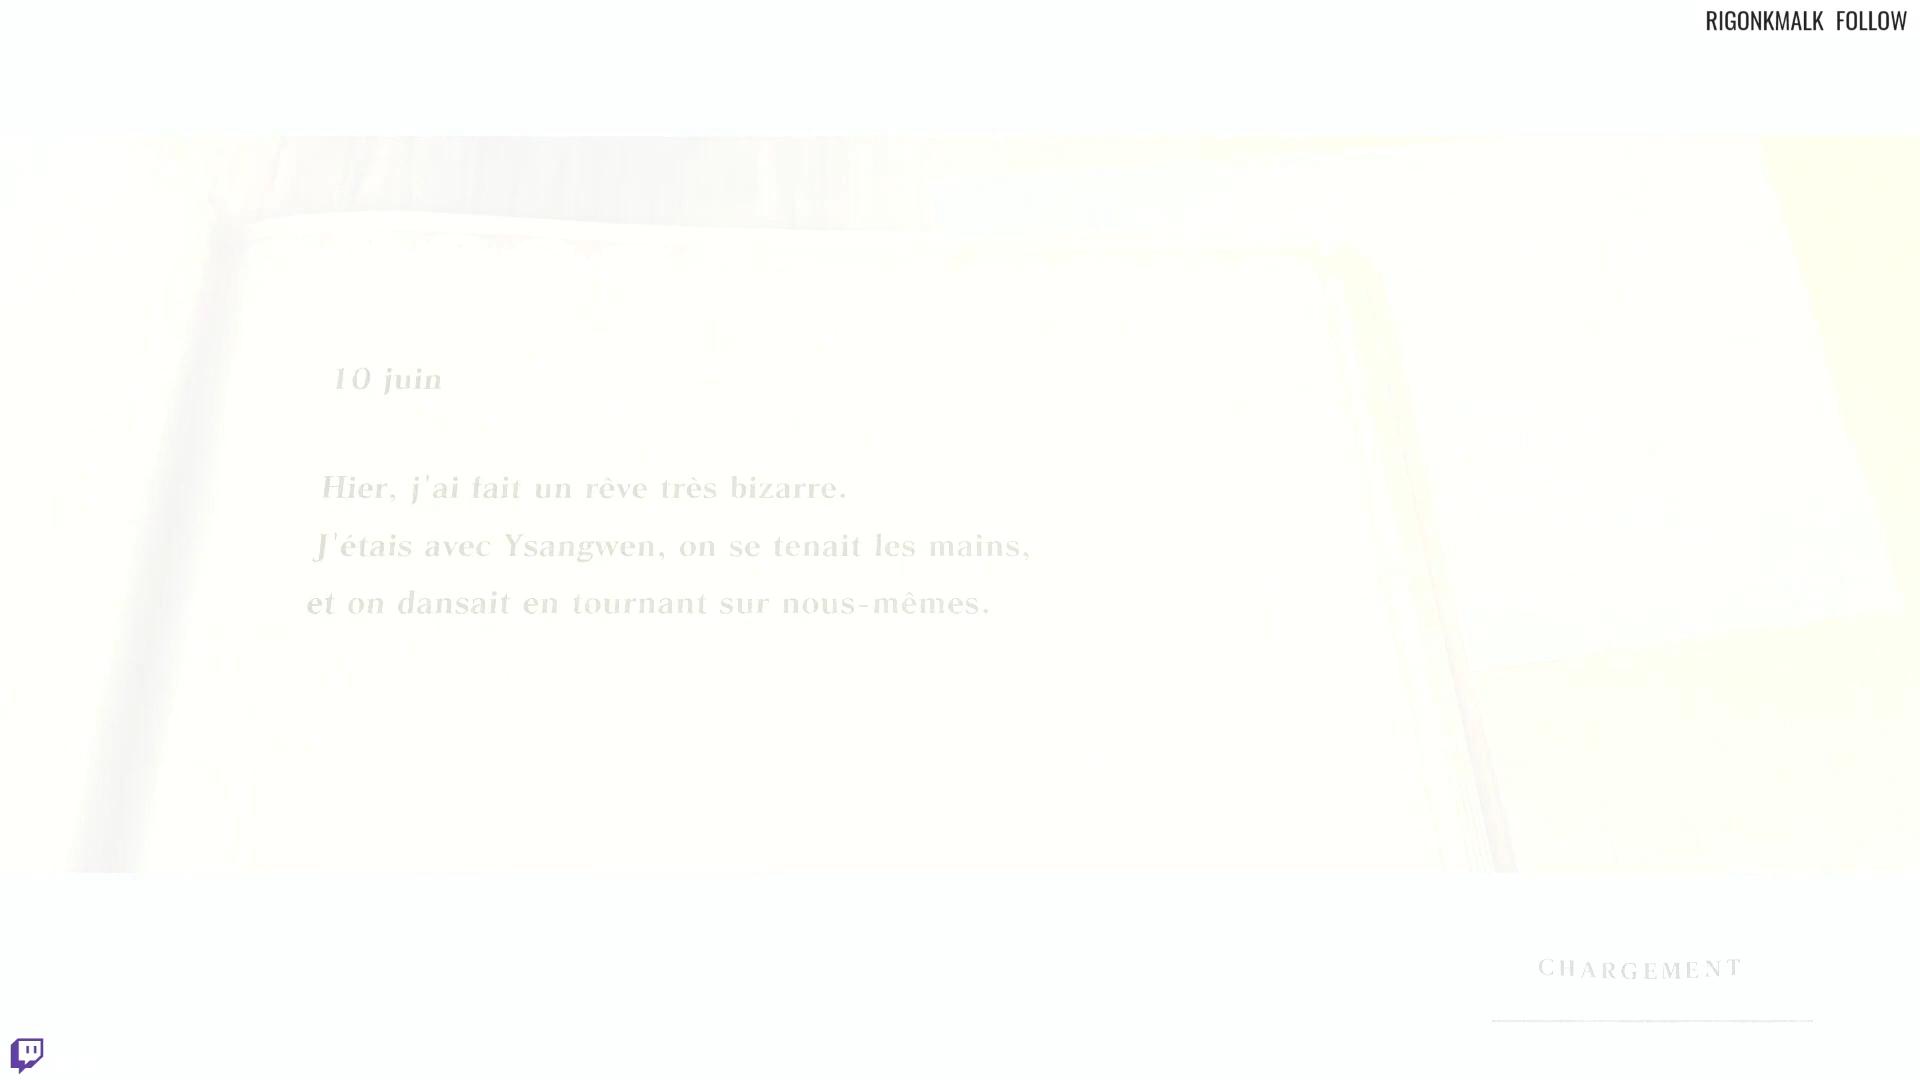 RIGONKMALK FOLLOW
10 juin
Hier, j'ai fait un rêve très bizarre.
J'étais avec Ysangwen, on se tenait les mains,
et on dansait en tournant sur nous-mêmes.
CHARGEMENT